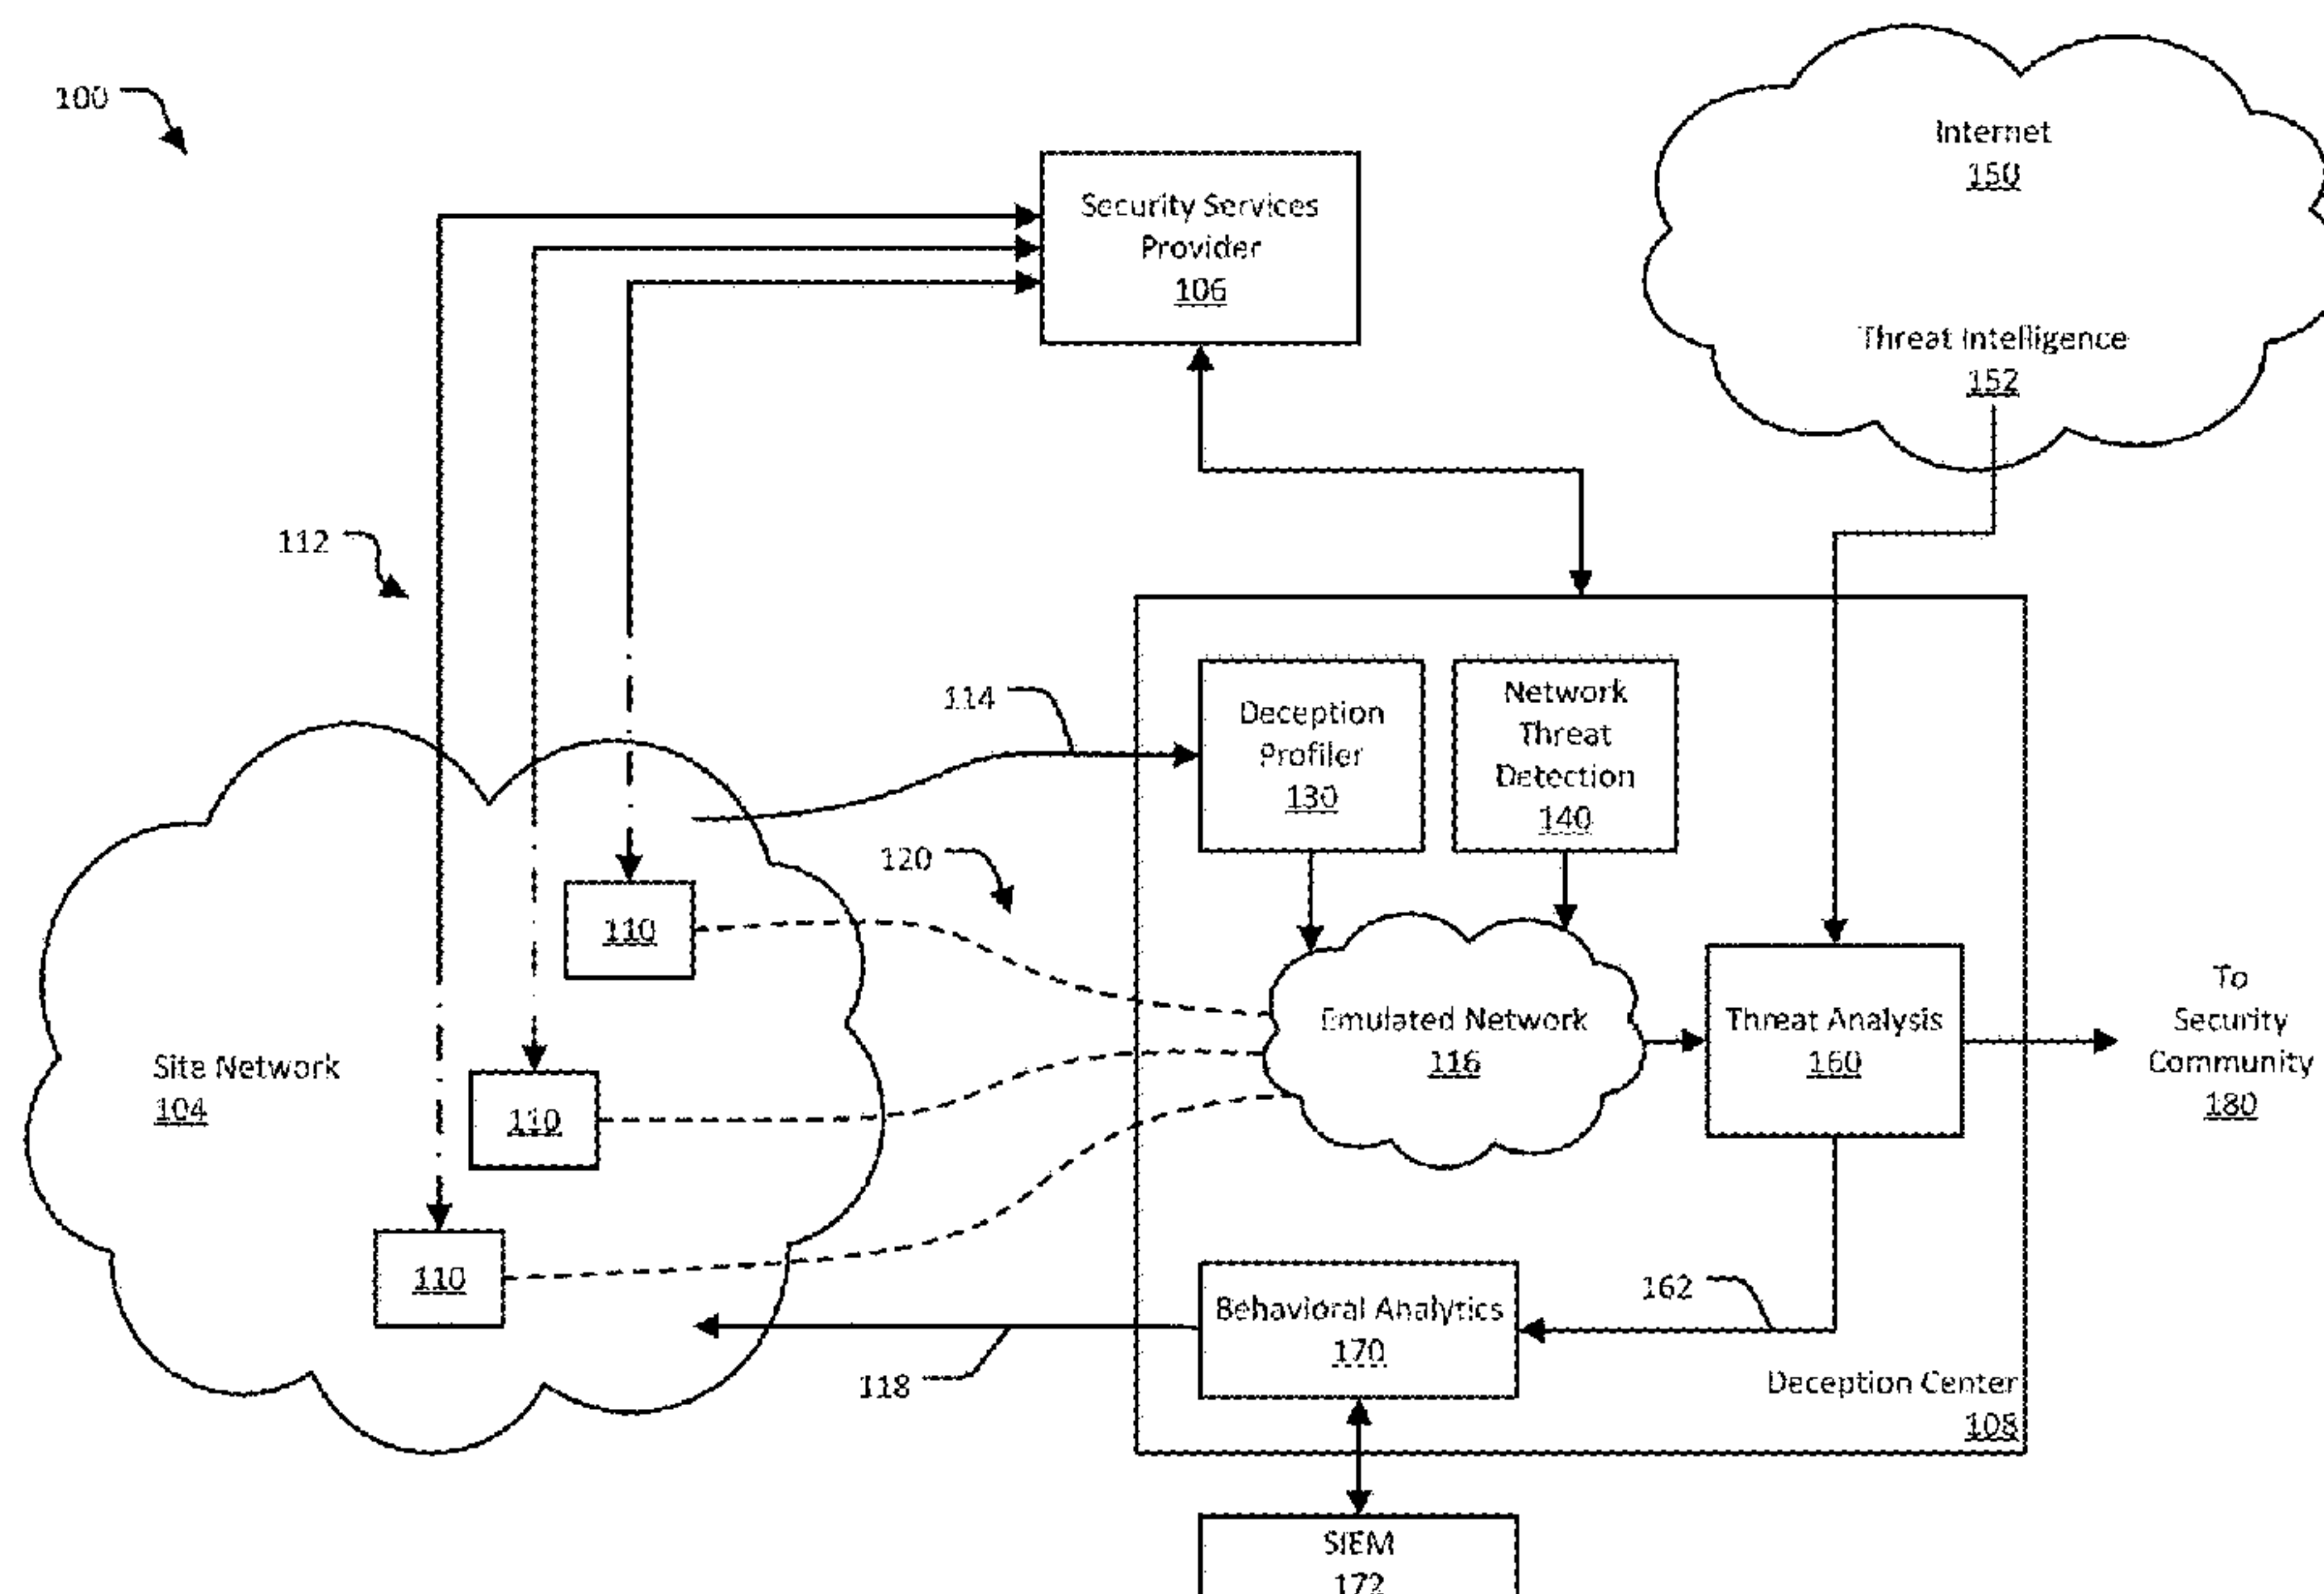 100
Internet
150
Security Services
Provider
106
Threat Intelligence
152
112
114
Deception
Profiler
130
Network
Threat
Detection
140
120
110
Emulated Network
116
Threat Analysis
160
To
Security
Community
180
Site Network
104
110
110
Behavioral Analytics
170
162
118
Deception Center
108
SIEM
172